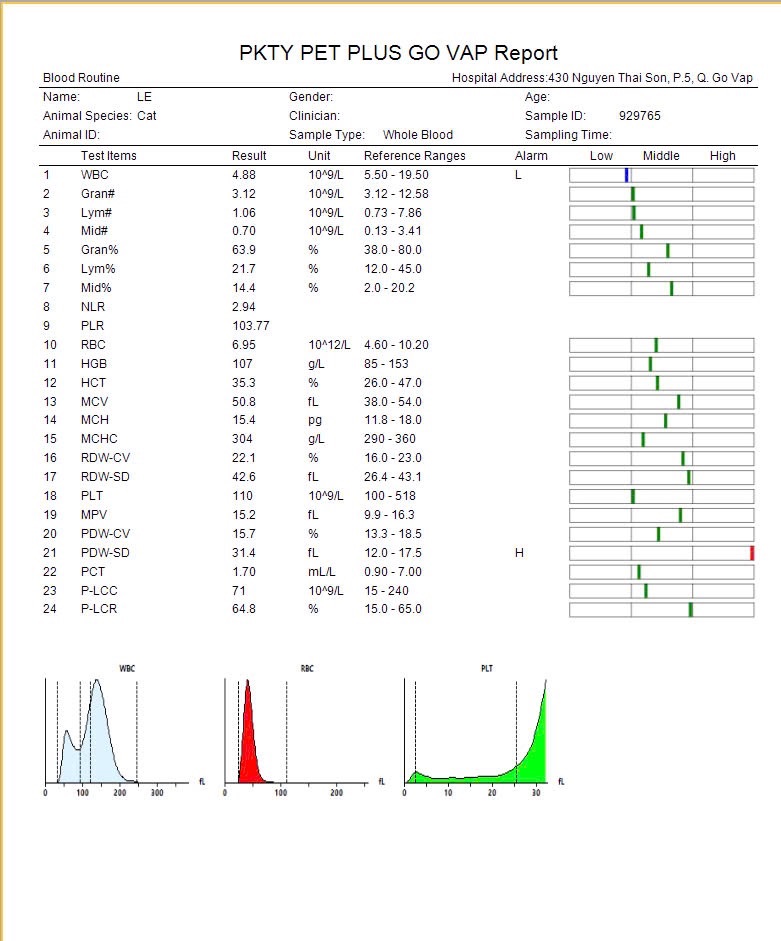 PKTY PET PLUS GO VAP Report
Blood Routine Hospital Address:430 Nguyen Thai Son, P.5, Q. Go Vap
Name: LE Gender: Age:
Animal Species: Cat Clinician: Sample ID: 929765
Animal ID: Sample Type: Whole Blood Sampling Time:
Test Items Result Unit Reference Ranges Alarm Low Middle High
1 WBC 4.88 10^9/L 5.50 - 19.50 L
2 Gran# 3.12 10^9/L 3.12 - 12.58
3 Lym# 1.06 10^9/L 0.73 - 7.86
4 Mid# 0.70 10^9/L 0.13 - 3.41
5 Gran% 63.9 % 38.0 - 80.0
6 Lym% 21.7 % 12.0 - 45.0
7 Mid% 14.4 % 2.0 - 20.2
8 NLR 2.94
9 PLR 103.77
10 RBC 6.95 10^12/L 4.60 - 10.20
11 HGB 107 g/L 85 - 153
12 HCT 35.3 % 26.0 - 47.0
13 MCV 50.8 fL 38.0 - 54.0
14 MCH 15.4 pg 11.8 - 18.0
15 MCHC 304 g/L 290 - 360
16 RDW-CV 22.1 % 16.0 - 23.0
17 RDW-SD 42.6 fL 26.4 - 43.1
18 PLT 110 10^9/L 100 - 518
19 MPV 15.2 fL 9.9 - 16.3
20 PDW-CV 15.7 % 13.3 - 18.5
21 PDW-SD 31.4 fL 12.0 - 17.5 H
22 PCT 1.70 mL/L 0.90 - 7.00
23 P-LCC 71 10^9/L 15 - 240
24 P-LCR 64.8 % 15.0 - 65.0
WBC RBC PLT
fL fL fL
0 100 200 300 0 100 200 0 10 20 30